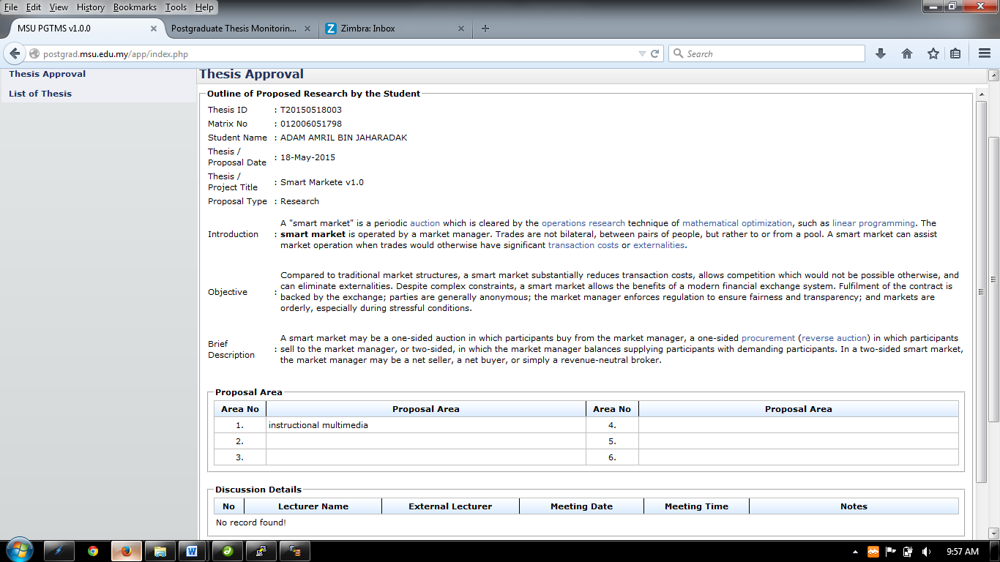 File Edit View History Bookmarks Tools Help
MSU PGTMS v1.0.0
Postgraduate Thesis Monitorin...
Zimbra: Inbox
postgrad.msu.edu.my/app/index.php
Search
Thesis Approval
List of Thesis
Thesis Approval
Outline of Proposed Research by the Student
Thesis ID : T20150518003
Matrix No : 012006051798
Student Name : ADAM AMRIL BIN JAHARADAK
Thesis /
Proposal Date : 18-May-2015
Thesis /
Project Title : Smart Markete v1.0
Proposal Type : Research
Introduction :
A "smart market" is a periodic auction which is cleared by the operations research technique of mathematical optimization, such as linear programming. The
smart market is operated by a market manager. Trades are not bilateral, between pairs of people, but rather to or from a pool. A smart market can assist
market operation when trades would otherwise have significant transaction costs or externalities.
Objective :
Compared to traditional market structures, a smart market substantially reduces transaction costs, allows competition which would not be possible otherwise, and
can eliminate externalities. Despite complex constraints, a smart market allows the benefits of a modern financial exchange system. Fulfilment of the contract is
backed by the exchange; parties are generally anonymous; the market manager enforces regulation to ensure fairness and transparency; and markets are
orderly, especially during stressful conditions.
Brief
Description :
A smart market may be a one-sided auction in which participants buy from the market manager, a one-sided procurement (reverse auction) in which participants
sell to the market manager, or two-sided, in which the market manager balances supplying participants with demanding participants. In a two-sided smart market,
the market manager may be a net seller, a net buyer, or simply a revenue-neutral broker.
Proposal Area
Area No Proposal Area Area No Proposal Area
1. instructional multimedia 4.
2. 5.
3. 6.
Discussion Details
No Lecturer Name External Lecturer Meeting Date Meeting Time Notes
No record found!
9:57 AM